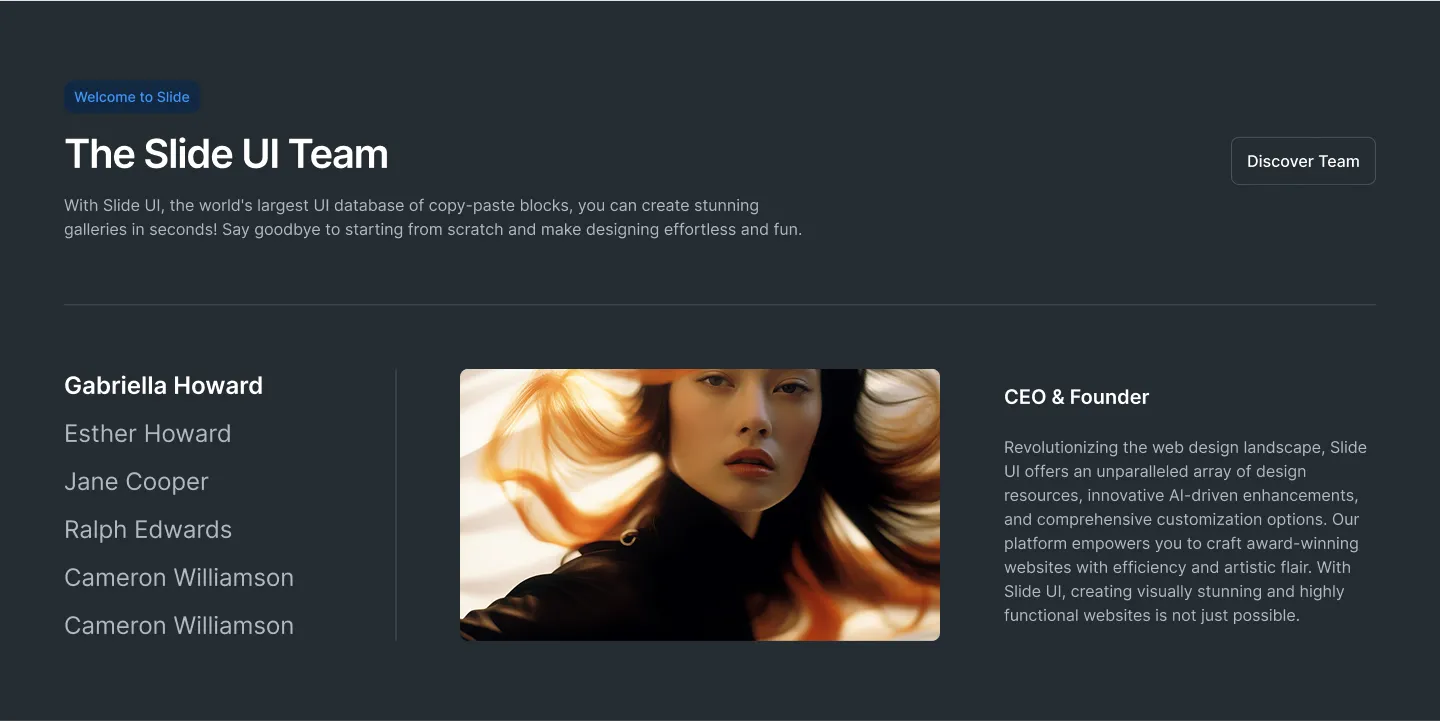 Welcome to Slide
The Slide UI Team
Discover Team
With Slide UI, the world's largest UI database of copy-paste blocks, you can create stunning
galleries in seconds! Say goodbye to starting from scratch and make designing effortless and fun.
Gabriella Howard
Esther Howard
Jane Cooper
Ralph Edwards
Cameron Williamson
Cameron Williamson
CEO & Founder
Revolutionizing the web design landscape, Slide
UI offers an unparalleled array of design
resources, innovative AI-driven enhancements,
and comprehensive customization options. Our
platform empowers you to craft award-winning
websites with efficiency and artistic flair. With
Slide UI, creating visually stunning and highly
functional websites is not just possible.